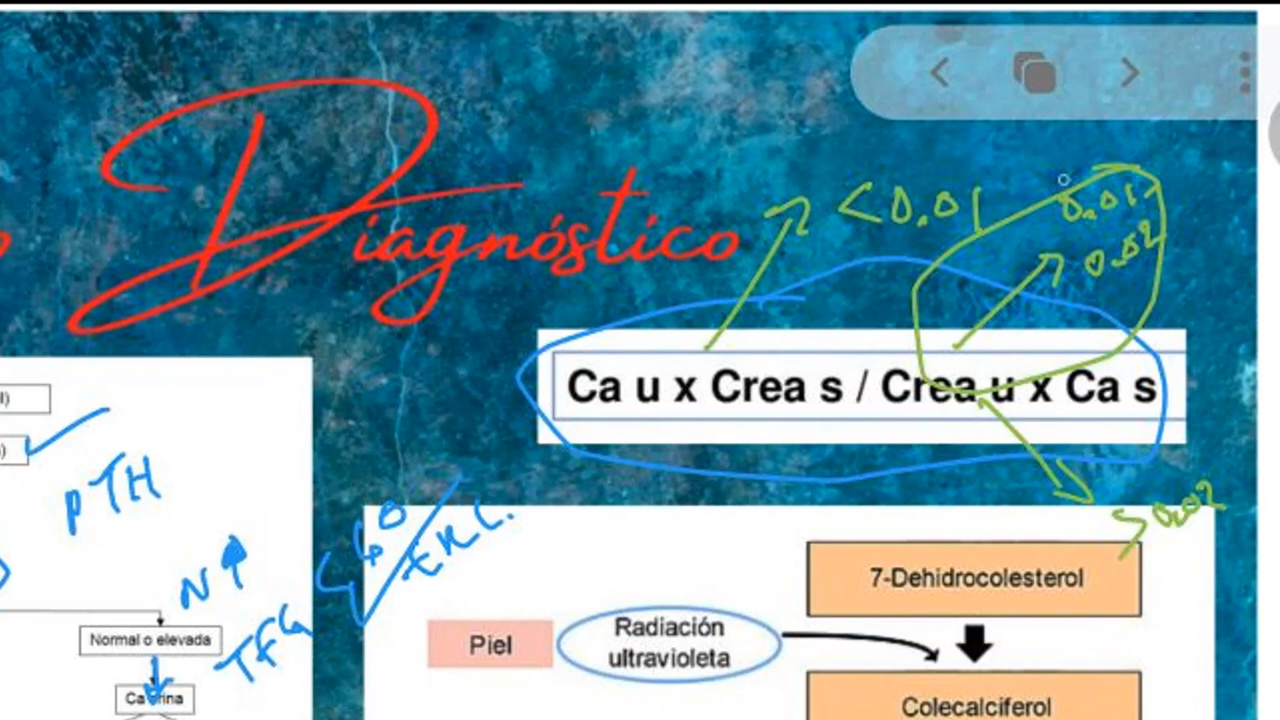 Diagnóstico
<0.01
0.01-
0.02
Ca u x Crea s / Crea u x Ca s
>0.02
PTH
N↑
TFG <60
ERC.
Normal o elevada
7-Dehidrocolesterol
Piel
Radiación
ultravioleta
Colecalciferol